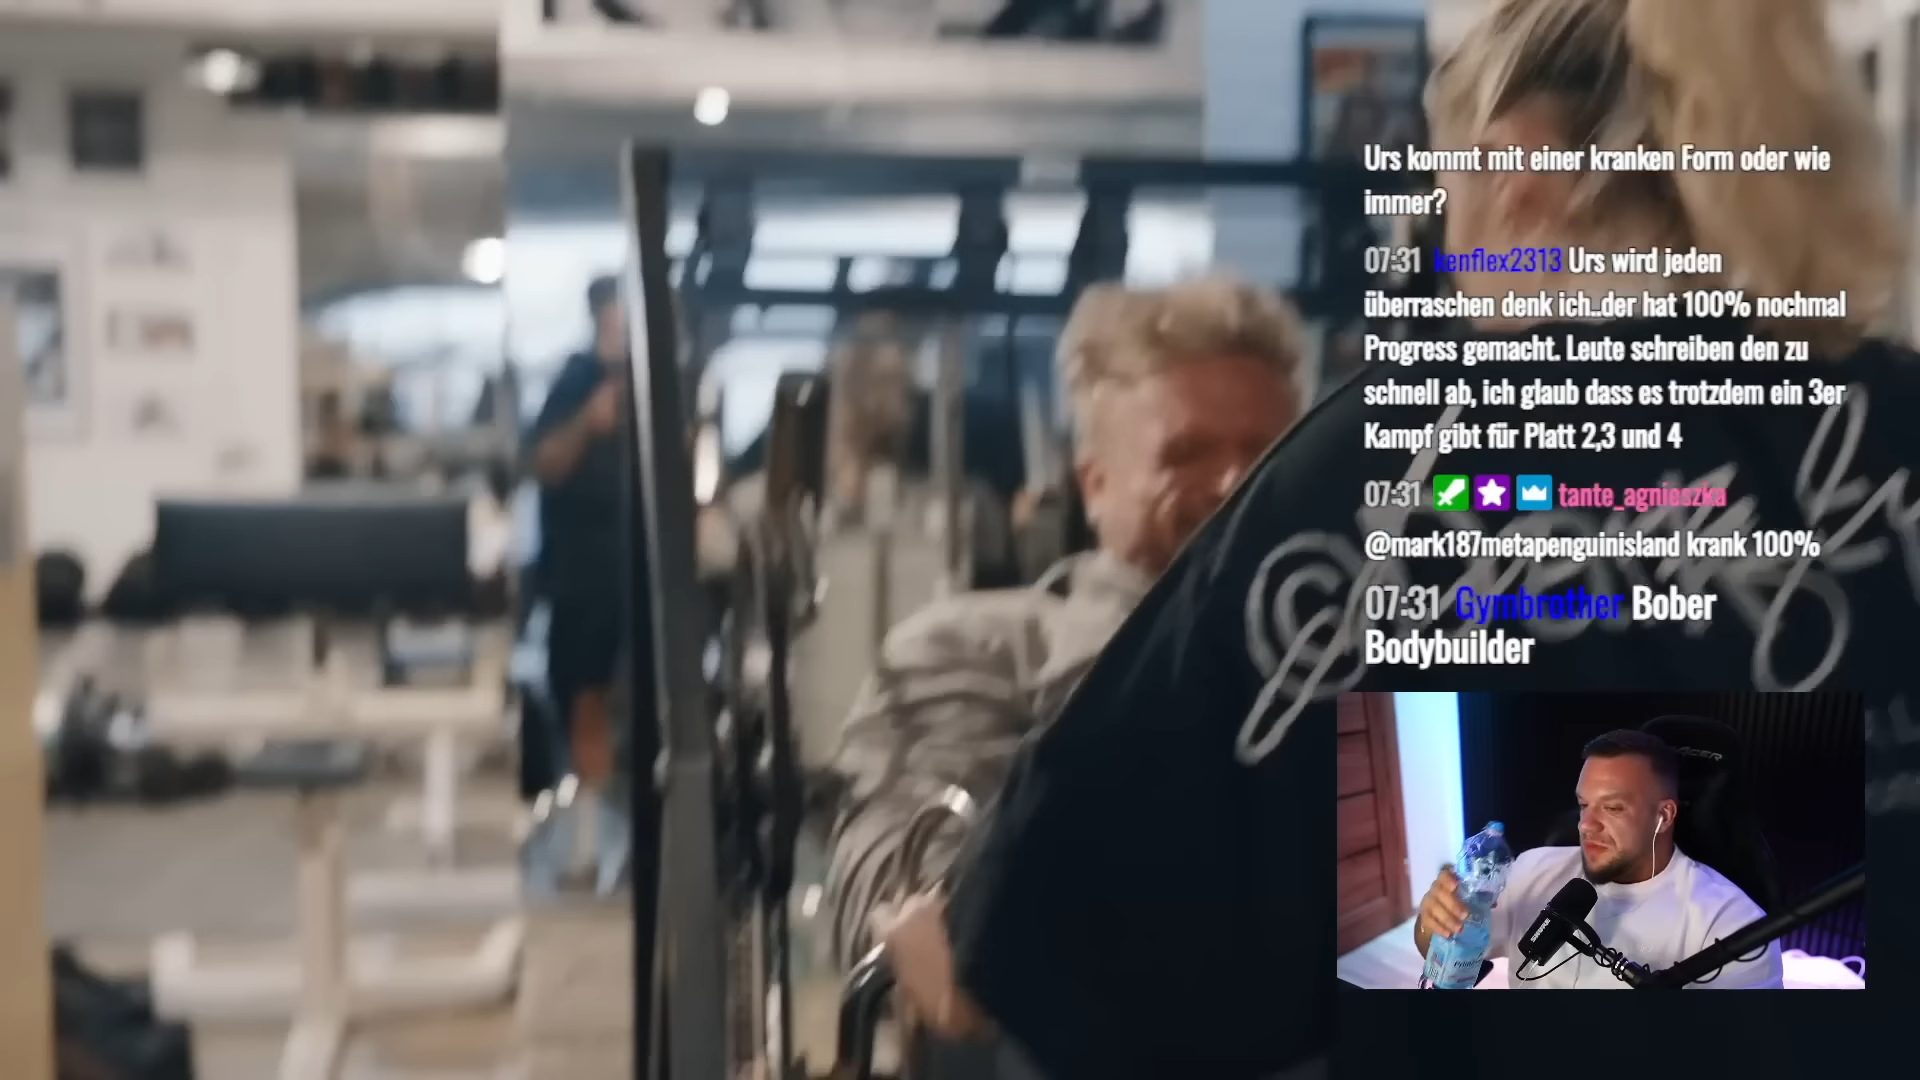 Urs kommt mit einer kranken Form oder wie
immer?
07:31 kenflex2313 Urs wird jeden
überraschen denk ich..der hat 100% nochmal
Progress gemacht. Leute schreiben den zu
schnell ab, ich glaub dass es trotzdem ein 3er
Kampf gibt für Platt 2,3 und 4
07:31 tante_agnieszka
@mark187metapenguinisland krank 100%
07:31 Gymbrother Bober
Bodybuilder
SHURE